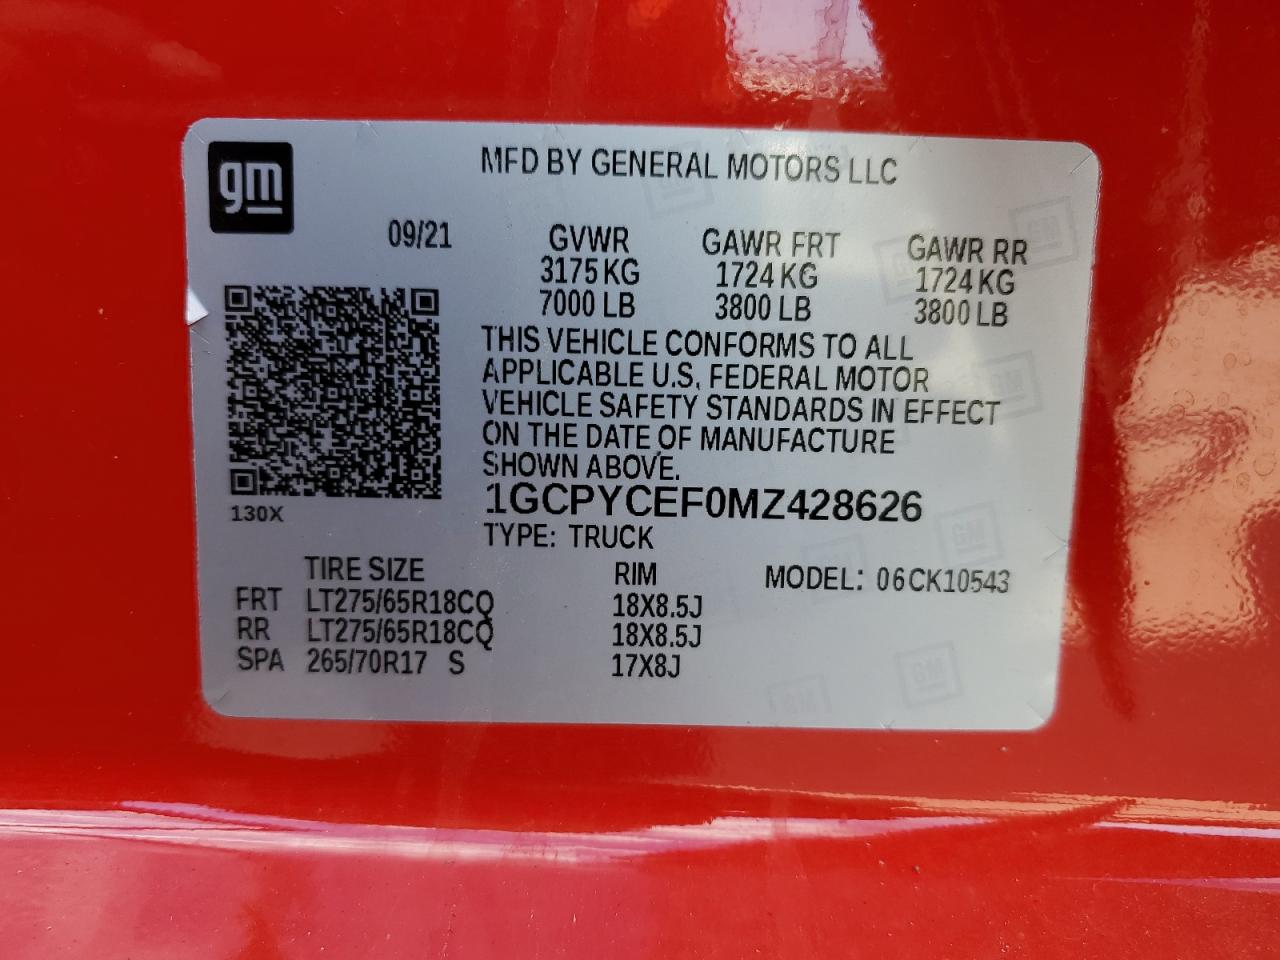 gm
MFD BY GENERAL MOTORS LLC
09/21
GVWR GAWR FRT GAWR RR
3175 KG 1724 KG 1724 KG
7000 LB 3800 LB 3800 LB
THIS VEHICLE CONFORMS TO ALL
APPLICABLE U.S. FEDERAL MOTOR
VEHICLE SAFETY STANDARDS IN EFFECT
ON THE DATE OF MANUFACTURE
SHOWN ABOVE.
1GCPYCEF0MZ428626
130X
TYPE: TRUCK
TIRE SIZE RIM MODEL: 06CK10543
FRT LT275/65R18CQ 18X8.5J
RR LT275/65R18CQ 18X8.5J
SPA 265/70R17 S 17X8J